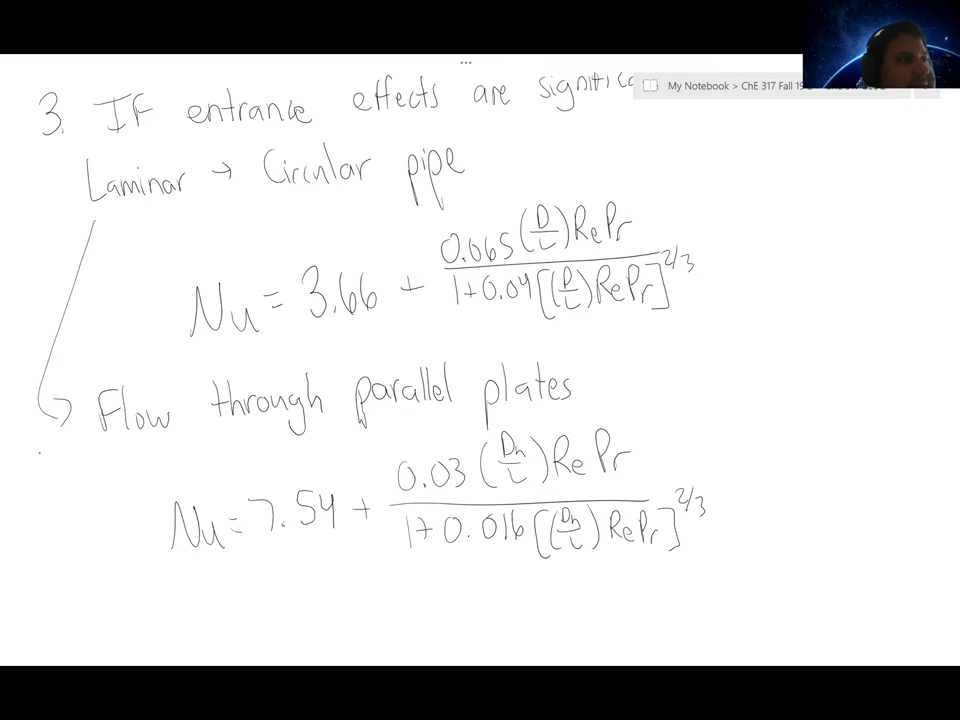 ...
3. IF entrance effects are
My Notebook > ChE 317 Fall 19
Laminar → Circular pipe
Nu = 3.66 + 0.065 (D/L) Re Pr / 1+0.04 [(D/L) Re Pr]^2/3
Flow through parallel plates
Nu = 7.54 + 0.03 (Dh/L) Re Pr / 1+0.016 [(Dh/L) Re Pr]^2/3